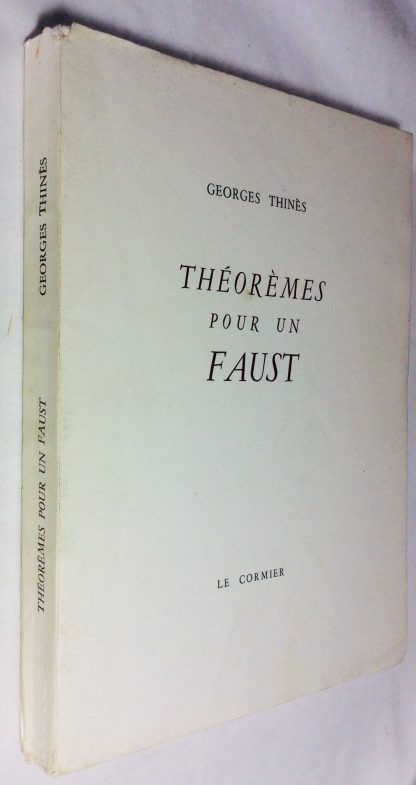 GEORGES THINÈS
THÉORÈMES
POUR UN
FAUST
LE CORMIER
THÉORÈMES POUR UN FAUST
GEORGES THINÈS